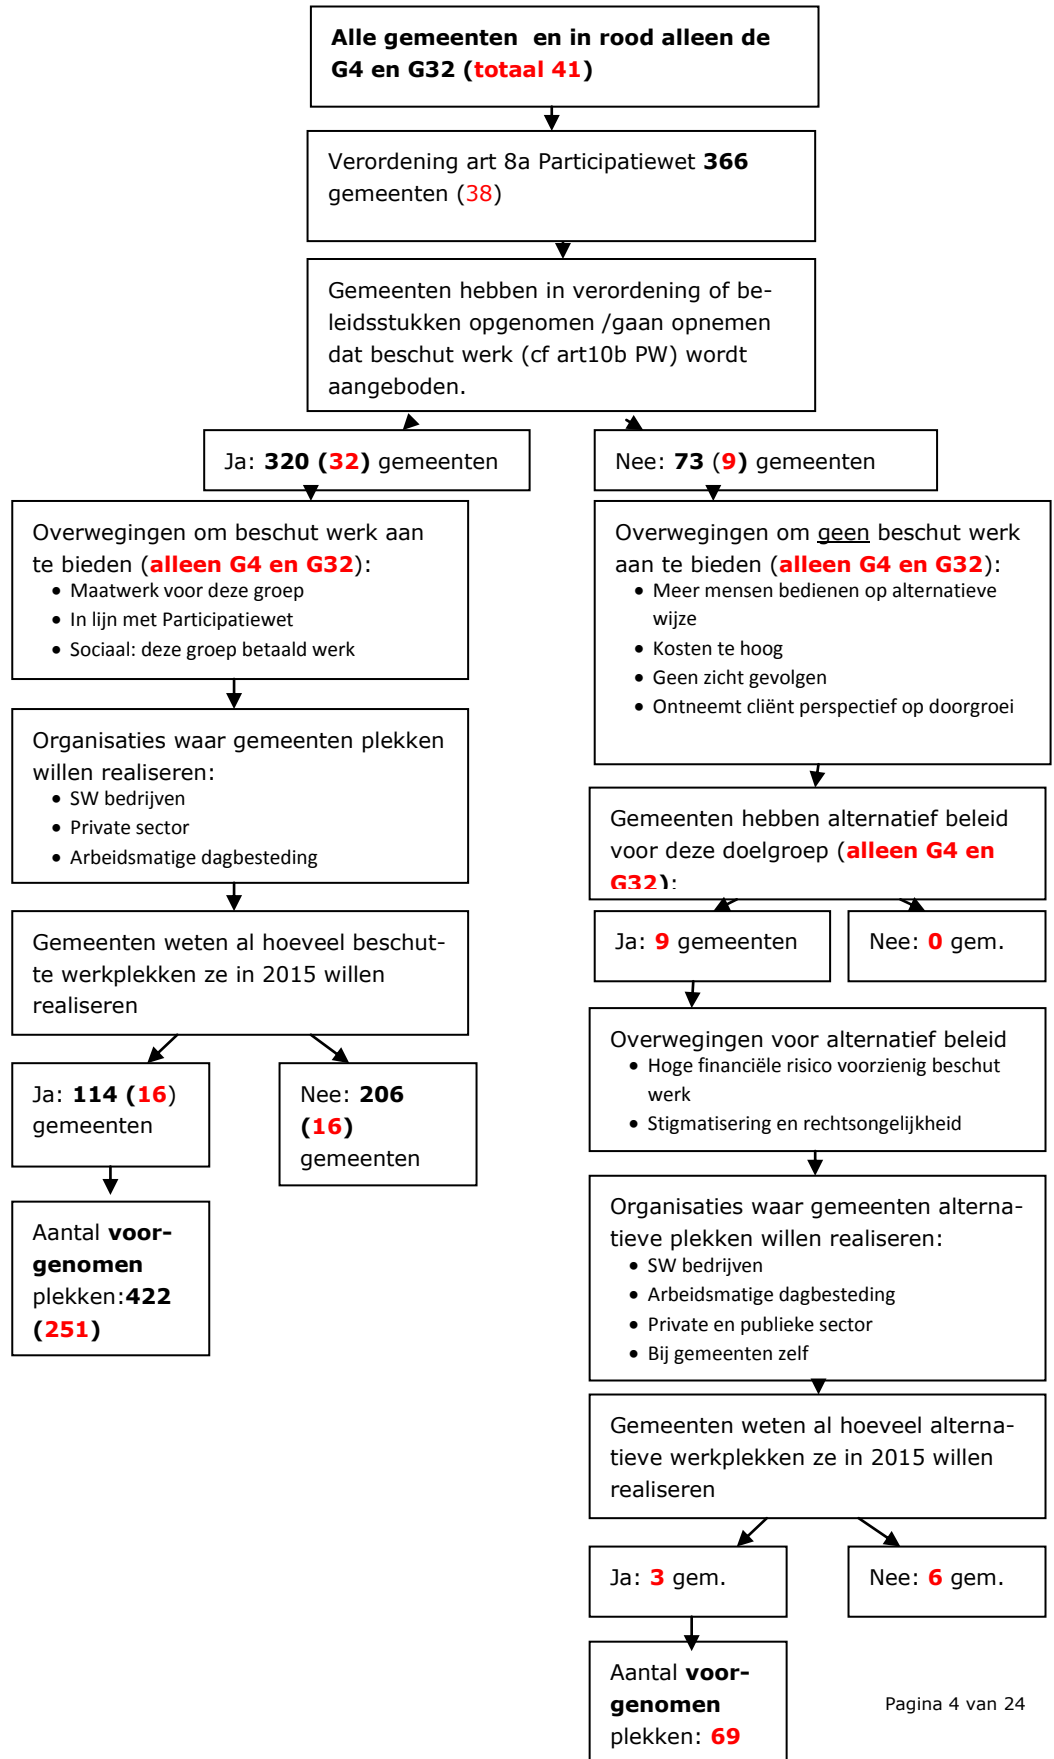 Alle gemeenten en in rood alleen de
G4 en G32 (totaal 41)
Verordening art 8a Participatiewet 366
gemeenten (38)
Gemeenten hebben in verordening of be-
leidsstukken opgenomen /gaan opnemen
dat beschut werk (cf art10b PW) wordt
aangeboden.
Ja: 320 (32) gemeenten
Nee: 73 (9) gemeenten
Overwegingen om beschut werk aan
te bieden (alleen G4 en G32):
• Maatwerk voor deze groep
• In lijn met Participatiewet
• Sociaal: deze groep betaald werk
Organisaties waar gemeenten plekken
willen realiseren:
• SW bedrijven
• Private sector
• Arbeidsmatige dagbesteding
Gemeenten weten al hoeveel beschut-
te werkplekken ze in 2015 willen
realiseren
Ja: 114 (16)
gemeenten
Nee: 206
(16)
gemeenten
Aantal voor-
genomen
plekken:422
(251)
Overwegingen om geen beschut werk
aan te bieden (alleen G4 en G32):
• Meer mensen bedienen op alternatieve
wijze
• Kosten te hoog
• Geen zicht gevolgen
• Ontneemt cliënt perspectief op doorgroei
Gemeenten hebben alternatief beleid
voor deze doelgroep (alleen G4 en
G32):
Ja: 9 gemeenten
Nee: 0 gem.
Overwegingen voor alternatief beleid
• Hoge financiële risico voorzienig beschut
werk
• Stigmatisering en rechtsongelijkheid
Organisaties waar gemeenten alterna-
tieve plekken willen realiseren:
• SW bedrijven
• Arbeidsmatige dagbesteding
• Private en publieke sector
• Bij gemeenten zelf
Gemeenten weten al hoeveel alterna-
tieve werkplekken ze in 2015 willen
realiseren
Ja: 3 gem.
Nee: 6 gem.
Aantal voor-
genomen
plekken: 69
Pagina 4 van 24